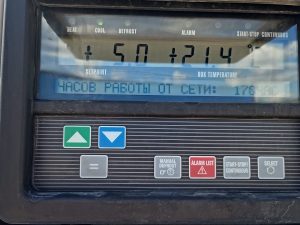 HEAT COOL DEFROST ALARM START-STOP CONTINUOUS
+ 5.0 +21.4 °C
SETPOINT BOX TEMPERATURE
ЧАСОВ РАБОТЫ ОТ СЕТИ: 176
MANUAL DEFROST ALARM LIST START-STOP CONTINUOUS SELECT